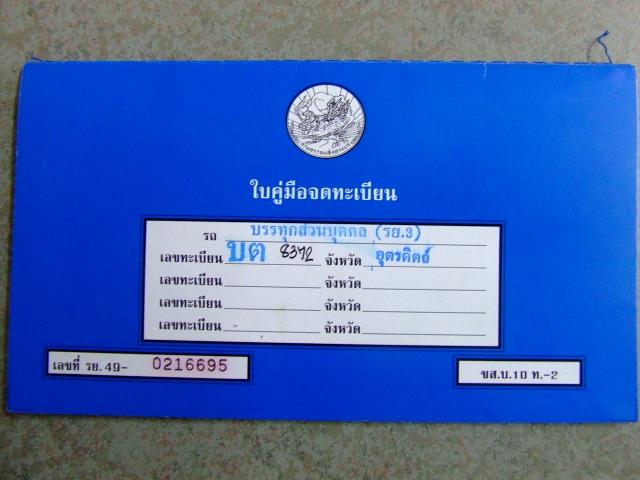 ใบคู่มือจดทะเบียน
รถ บรรทุกส่วนบุคคล (รย.3)
เลขทะเบียน บต 8372 จังหวัด อุตรดิตถ์
เลขทะเบียน จังหวัด
เลขทะเบียน จังหวัด
เลขทะเบียน จังหวัด
เลขที่ รย. 49- 0216695
ขส.บ.10 ท.-2